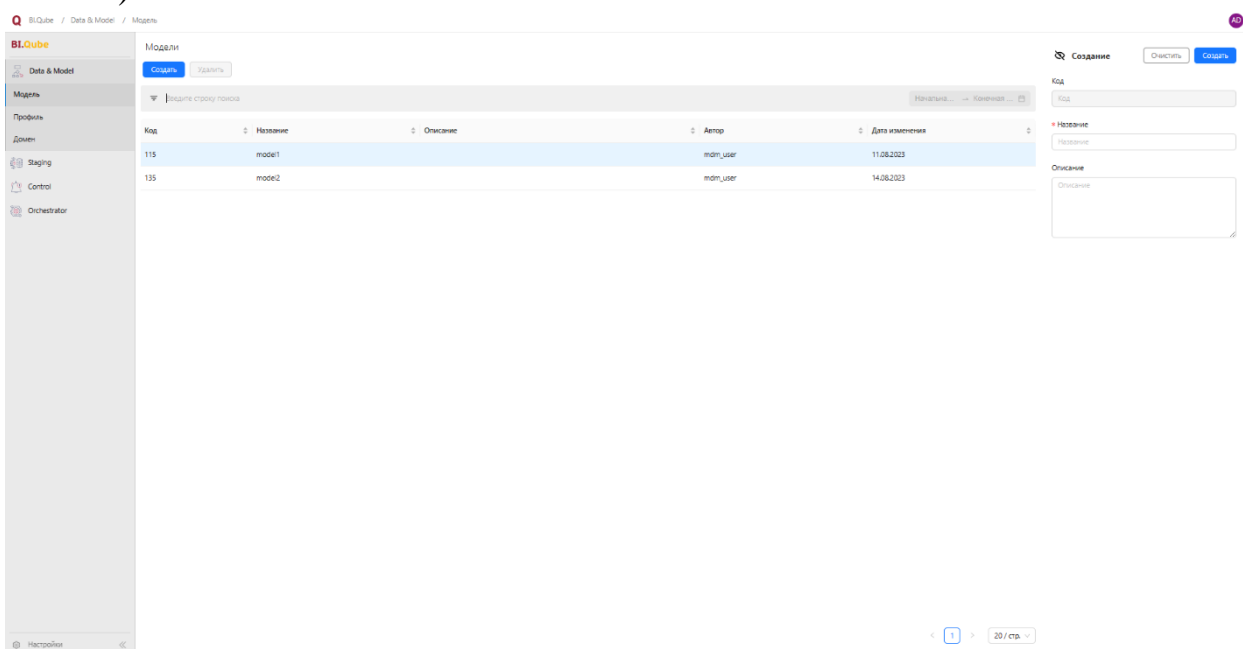 )
BI.Qube / Data & Model / Модель
AD
BI.Qube
Data & Model
Модель
Профиль
Домен
Staging
Control
Orchestrator
Настройки
Модели
Создать Удалить
Введите строку поиска Начальна... → Конечная ...
Код Название Описание Автор Дата изменения
115 model1 mdm_user 11.08.2023
135 model2 mdm_user 14.08.2023
1 20 / стр.
Создание Очистить Создать
Код
Код
* Название
Название
Описание
Описание